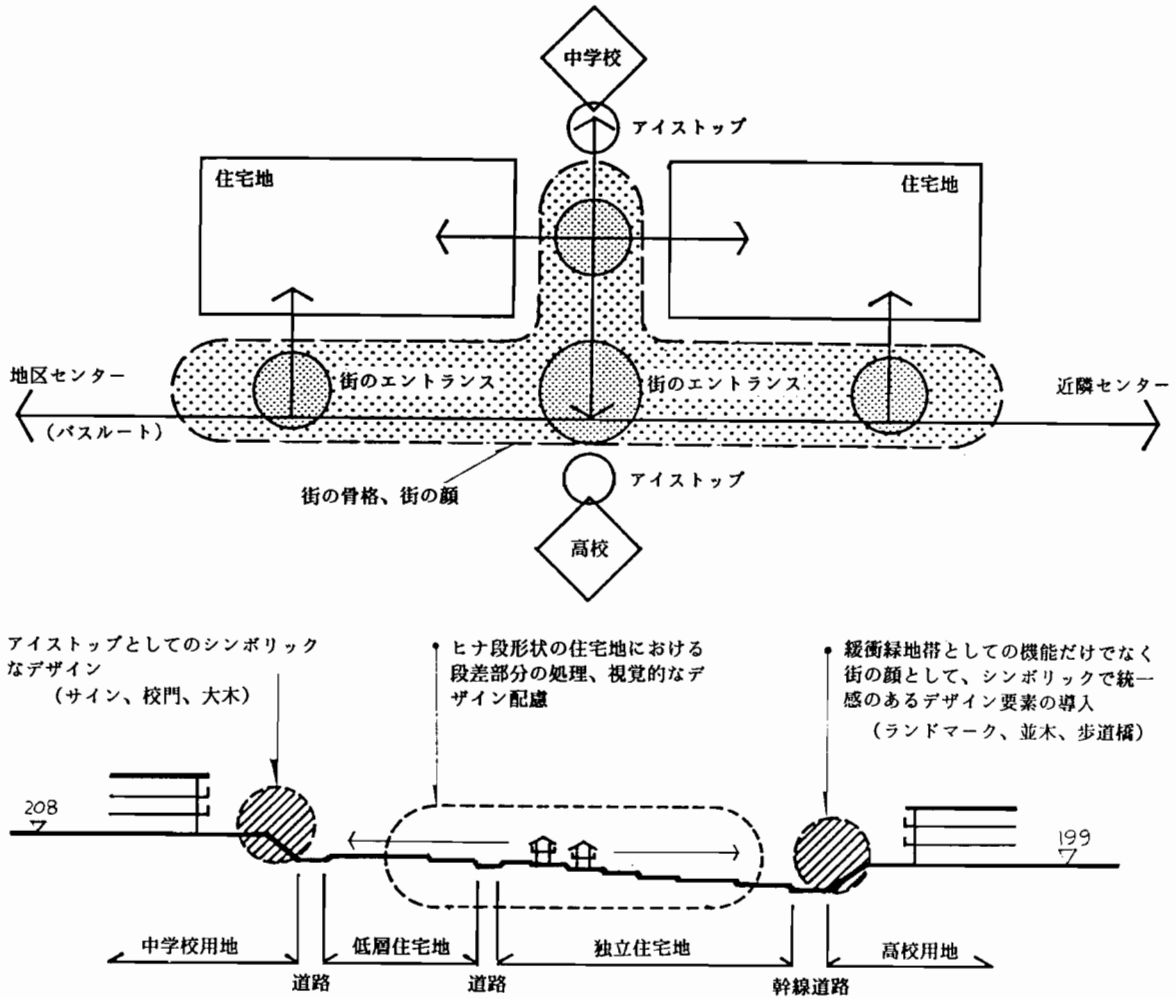 中学校
アイストップ
住宅地
住宅地
地区センター
街のエントランス
街のエントランス
近隣センター
（バスルート）
アイストップ
街の骨格、街の顔
高校
アイストップとしてのシンボリック
なデザイン
（サイン、校門、大木）
ヒナ段形状の住宅地における
段差部分の処理、視覚的なデ
ザイン配慮
緩衝緑地帯としての機能だけでなく
街の顔として、シンボリックで統一
感のあるデザイン要素の導入
（ランドマーク、並木、歩道橋）
208
199
中学校用地
低層住宅地
独立住宅地
高校用地
道路
道路
幹線道路